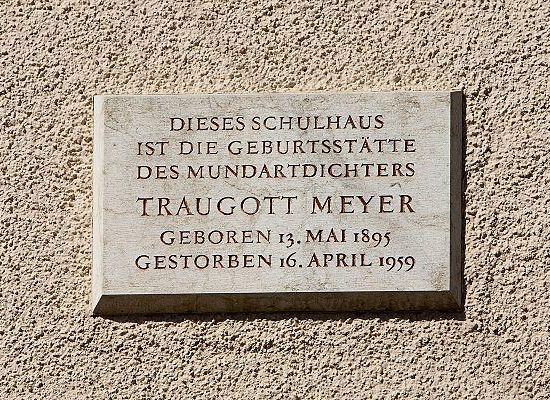 DIESES SCHULHAUS
IST DIE GEBURTSSTÄTTE
DES MUNDARTDICHTERS
TRAUGOTT MEYER
GEBOREN 13. MAI 1895
GESTORBEN 16. APRIL 1959